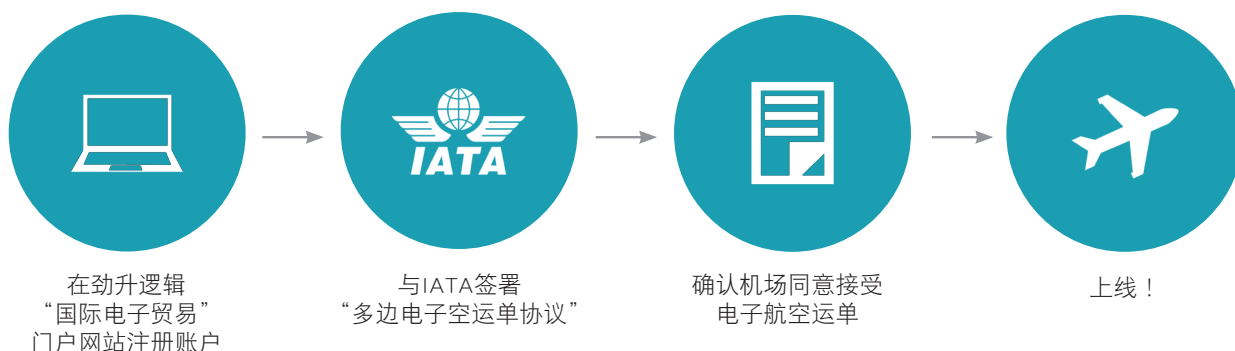 IATA
在劲升逻辑
“国际电子贸易”
门户网站注册账户
与IATA签署
“多边电子空运单协议”
确认机场同意接受
电子航空运单
上线！